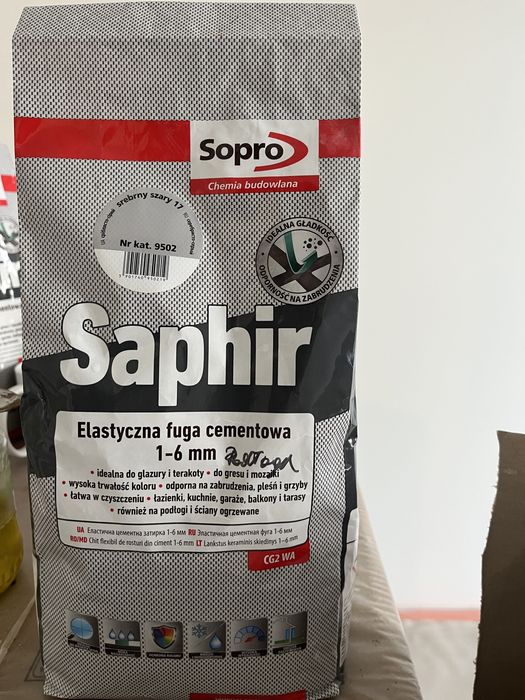 Sopro
Chemia budowlana
srebrny szary 17
Nr kat. 9502
IDEALNA GŁADKOŚĆ
ODPORNOŚĆ NA ZABRUDZENIA
Saphir
Elastyczna fuga cementowa
1-6 mm
• idealna do glazury i terakoty • do gresu i mozaiki
• wysoka trwałość koloru • odporna na zabrudzenia, pleśń i grzyby
• łatwa w czyszczeniu • łazienki, kuchnie, garaże, balkony i tarasy
• również na podłogi i ściany ogrzewane
UA Еластична цементна затирка 1-6 мм RU Эластичная цементная фуга 1-6 мм
RO/MD Chit flexibil de rosturi din ciment 1-6 mm LT Lankstus keraminis skiedinys 1-6 mm
CG2 WA